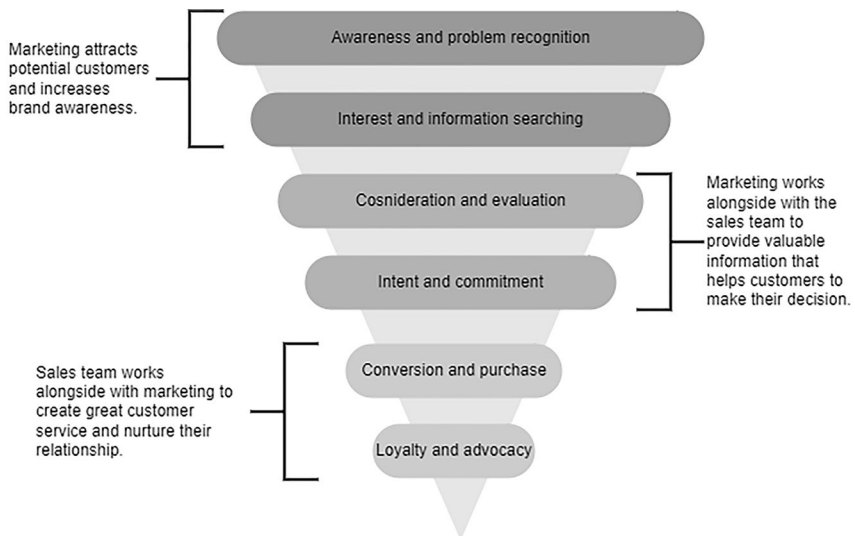 Awareness and problem recognition
Marketing attracts
potential customers
and increases
brand awareness.
Interest and information searching
Cosnideration and evaluation
Marketing works
alongside with the
sales team to
provide valuable
information that
helps customers to
make their decision.
Intent and commitment
Conversion and purchase
Sales team works
alongside with marketing to
create great customer
service and nurture their
relationship.
Loyalty and advocacy